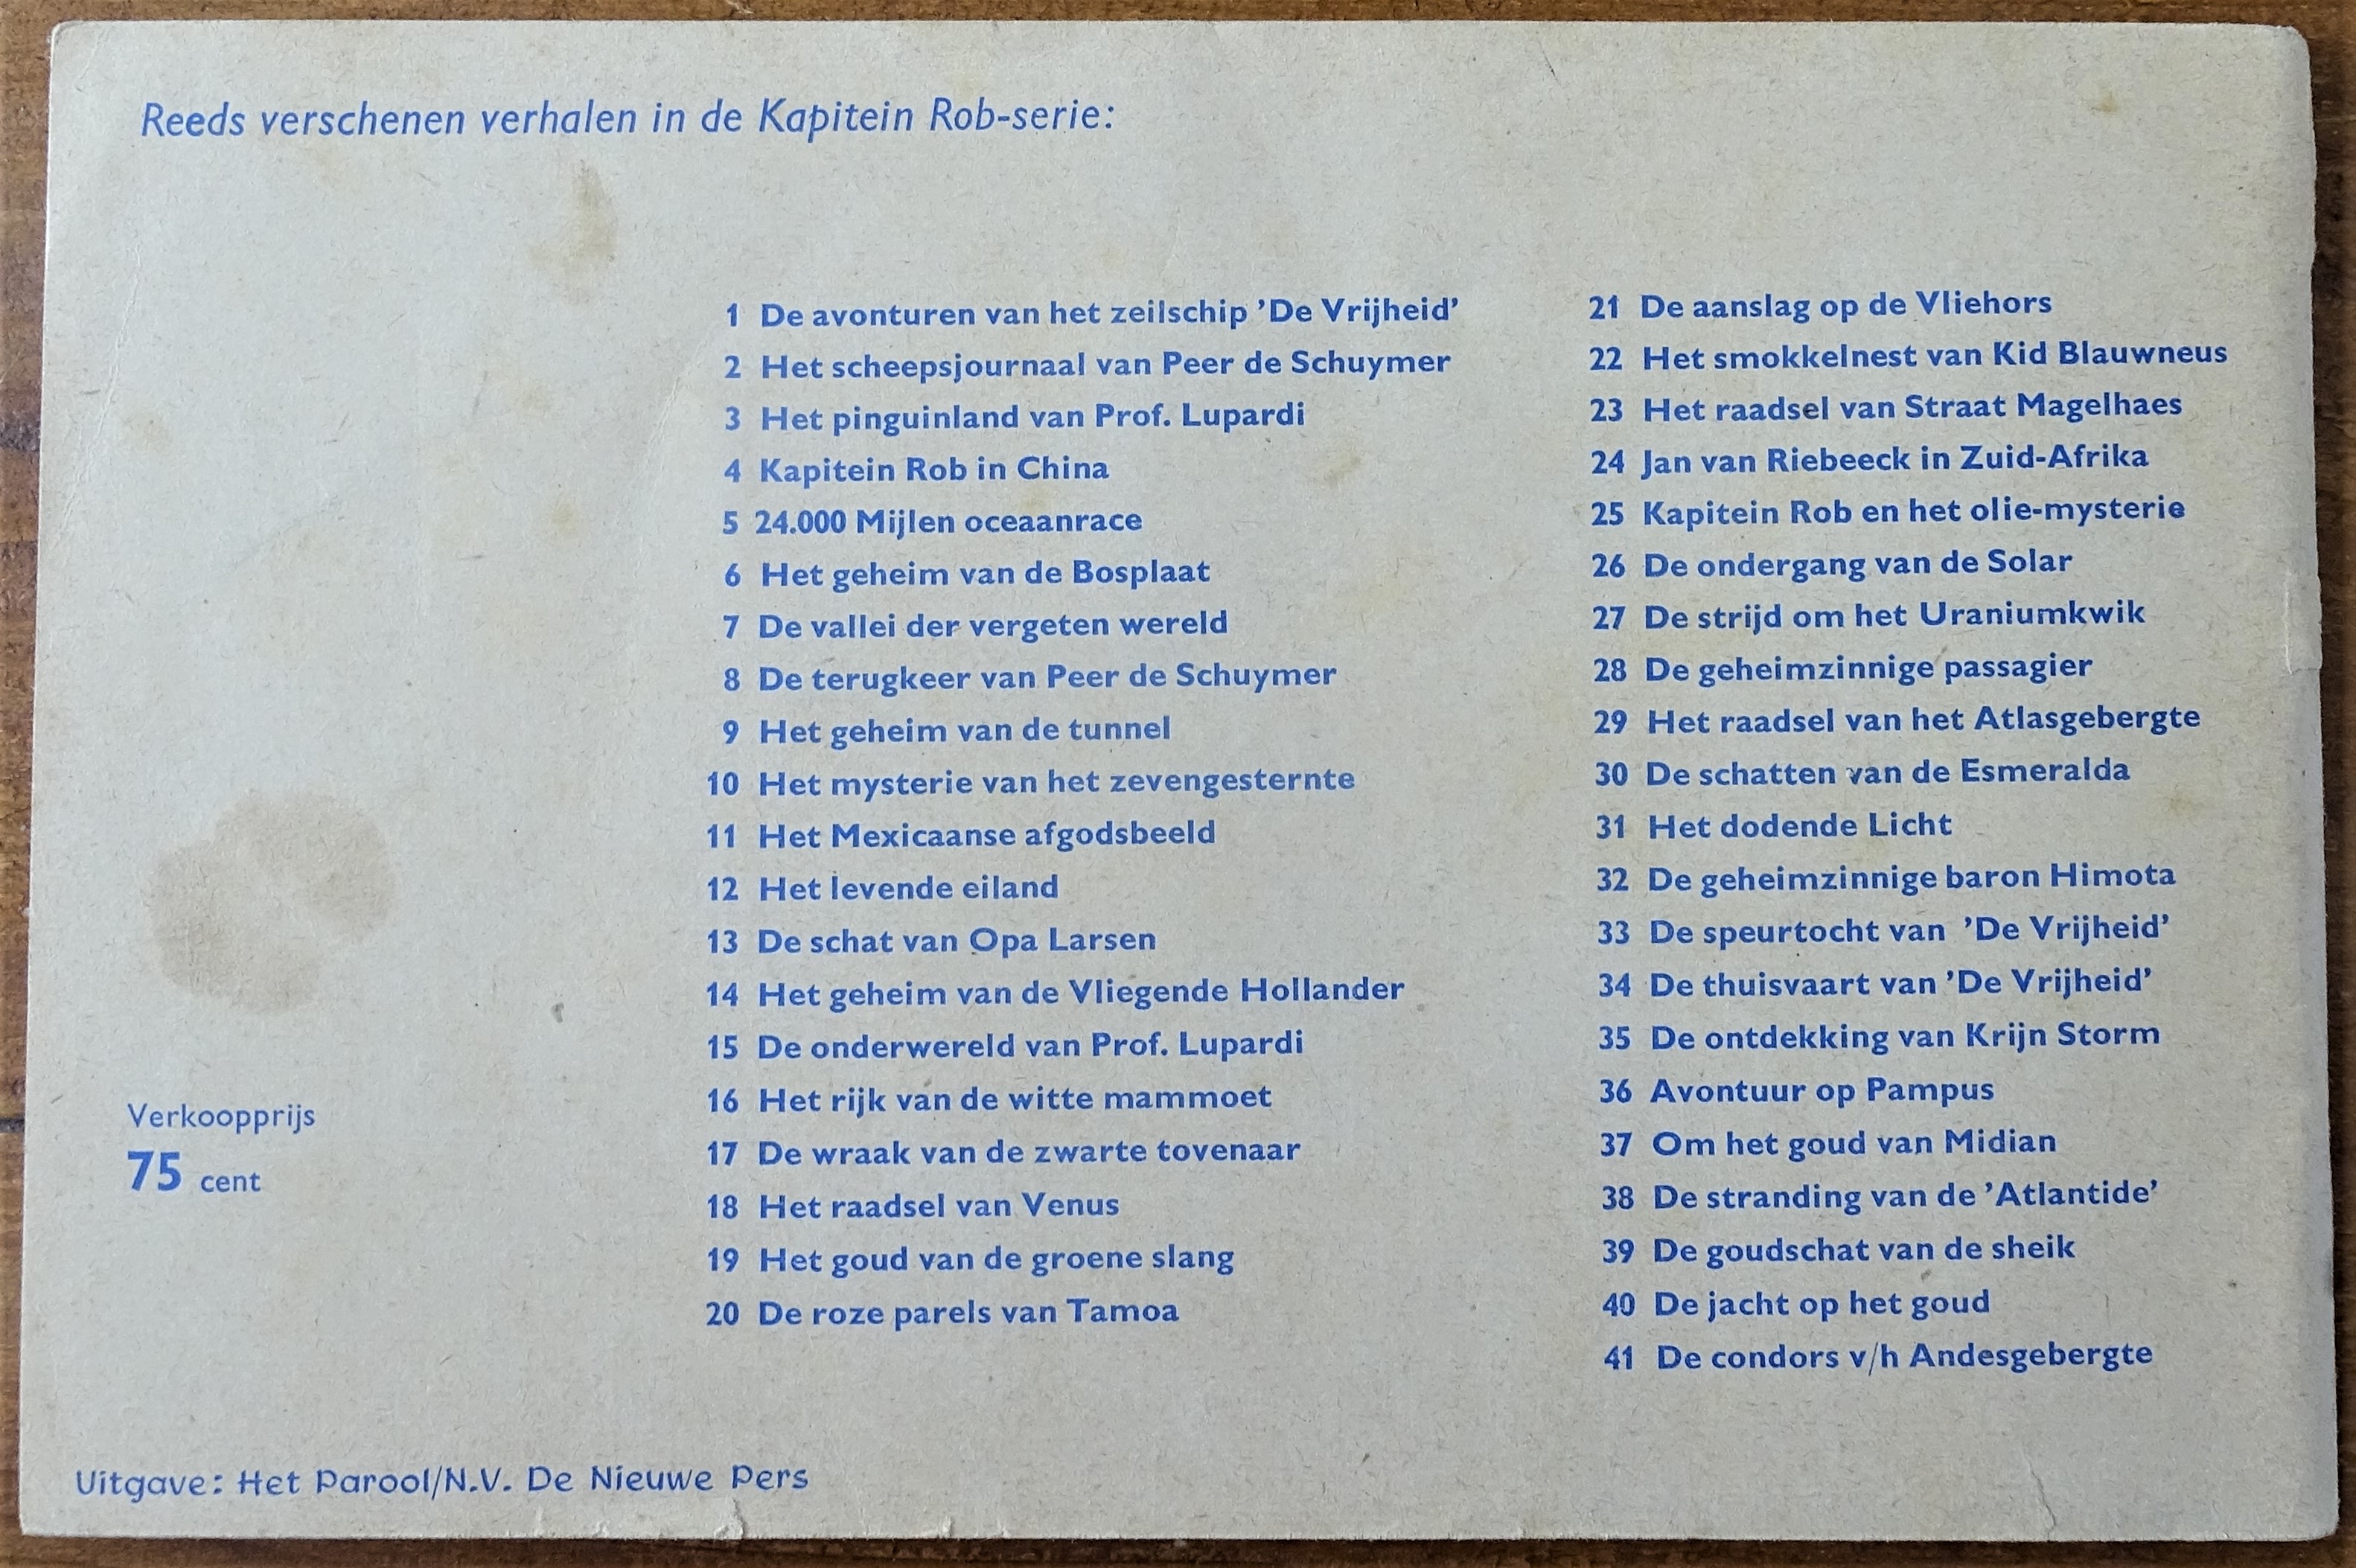 Reeds verschenen verhalen in de Kapitein Rob-serie:
1 De avonturen van het zeilschip 'De Vrijheid'
2 Het scheepsjournaal van Peer de Schuymer
3 Het pinguinland van Prof. Lupardi
4 Kapitein Rob in China
5 24.000 Mijlen oceaanrace
6 Het geheim van de Bosplaat
7 De vallei der vergeten wereld
8 De terugkeer van Peer de Schuymer
9 Het geheim van de tunnel
10 Het mysterie van het zevengesternte
11 Het Mexicaanse afgodsbeeld
12 Het levende eiland
13 De schat van Opa Larsen
14 Het geheim van de Vliegende Hollander
15 De onderwereld van Prof. Lupardi
16 Het rijk van de witte mammoet
17 De wraak van de zwarte tovenaar
18 Het raadsel van Venus
19 Het goud van de groene slang
20 De roze parels van Tamoa
21 De aanslag op de Vliehors
22 Het smokkelnest van Kid Blauwneus
23 Het raadsel van Straat Magelhaes
24 Jan van Riebeeck in Zuid-Afrika
25 Kapitein Rob en het olie-mysterie
26 De ondergang van de Solar
27 De strijd om het Uraniumkwik
28 De geheimzinnige passagier
29 Het raadsel van het Atlasgebergte
30 De schatten van de Esmeralda
31 Het dodende Licht
32 De geheimzinnige baron Himota
33 De speurtocht van 'De Vrijheid'
34 De thuisvaart van 'De Vrijheid'
35 De ontdekking van Krijn Storm
36 Avontuur op Pampus
37 Om het goud van Midian
38 De stranding van de 'Atlantide'
39 De goudschat van de sheik
40 De jacht op het goud
41 De condors v/h Andesgebergte
Verkoopprijs
75 cent
Uitgave: Het Parool/N.V. De Nieuwe Pers